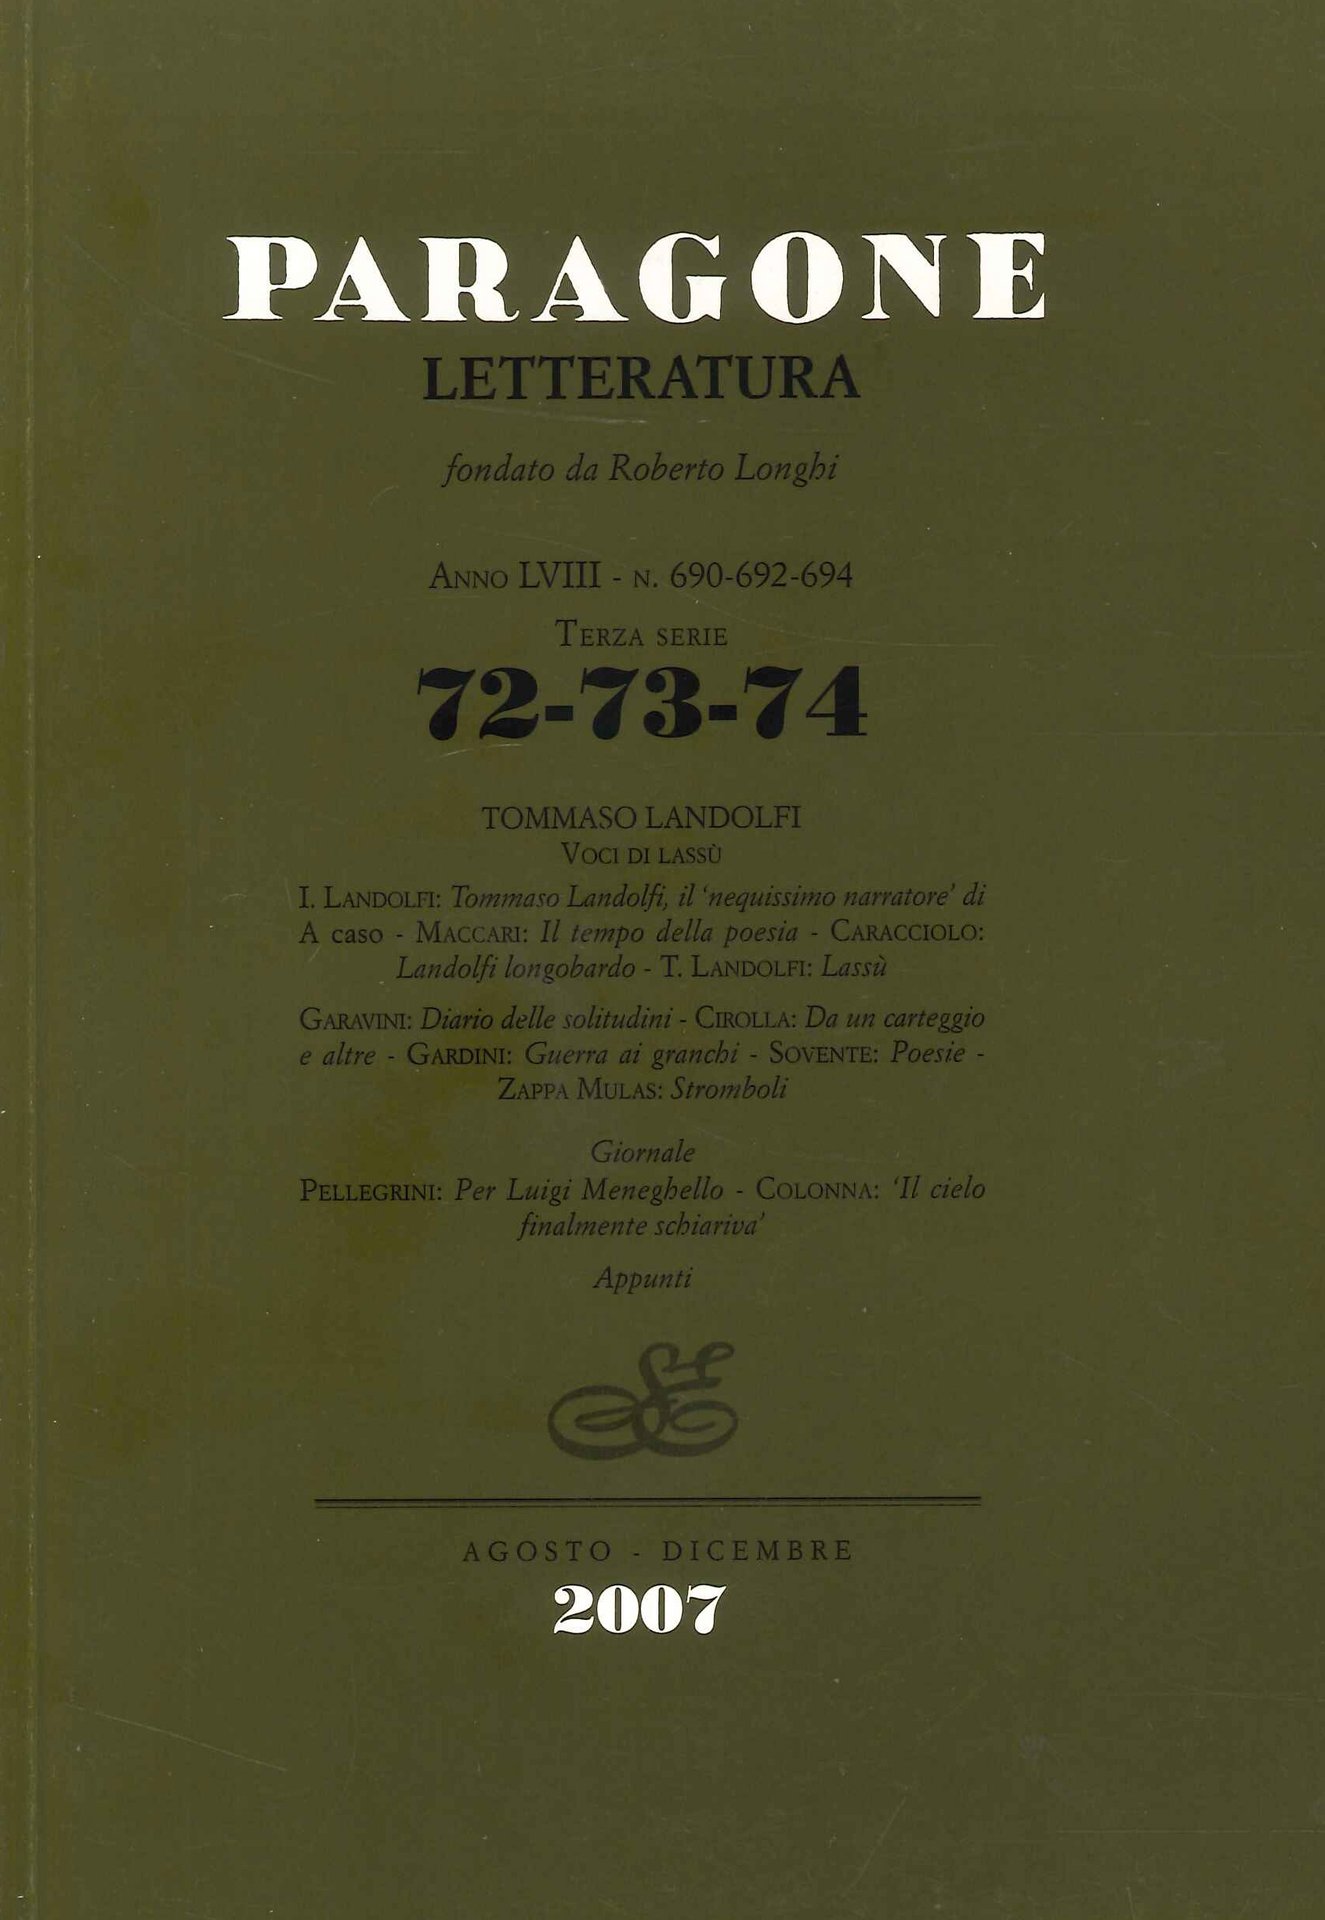 PARAGONE
LETTERATURA
fondato da Roberto Longhi
ANNO LVIII - N. 690-692-694
TERZA SERIE
72-73-74
TOMMASO LANDOLFI
VOCI DI LASSÙ
I. LANDOLFI: Tommaso Landolfi, il ‘nequissimo narratore’ di
A caso - MACCARI: Il tempo della poesia - CARACCIOLO:
Landolfi longobardo - T. LANDOLFI: Lassù
GARAVINI: Diario delle solitudini - CIROLLA: Da un carteggio
e altre - GARDINI: Guerra ai granchi - SOVENTE: Poesie -
ZAPPA MULAS: Stromboli
Giornale
PELLEGRINI: Per Luigi Meneghello - COLONNA: ‘Il cielo
finalmente schiariva’
Appunti
AGOSTO - DICEMBRE
2007